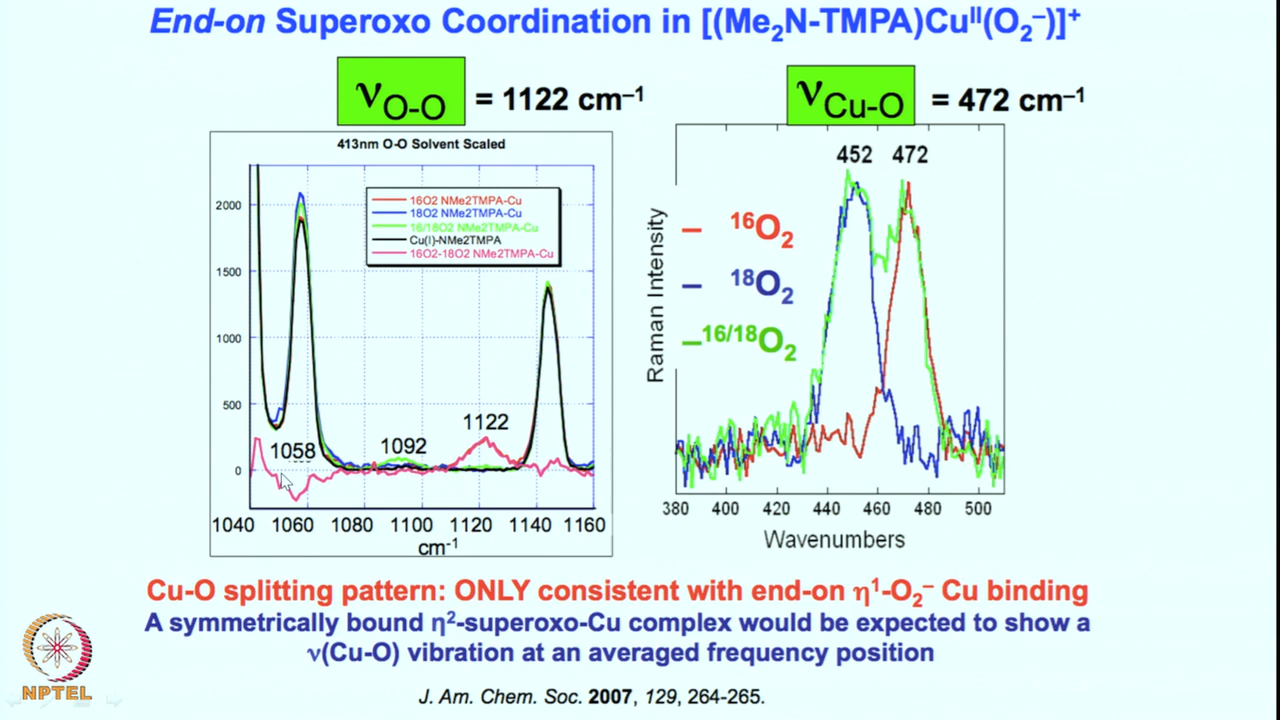 End-on Superoxo Coordination in [(Me₂N-TMPA)Cuᴵᴵ(O₂⁻)]⁺
νO-O = 1122 cm⁻¹
νCu-O = 472 cm⁻¹
413nm O-O Solvent Scaled
16O2 NMe2TMPA-Cu
18O2 NMe2TMPA-Cu
16/18O2 NMe2TMPA-Cu
Cu(I)-NMe2TMPA
16O2-18O2 NMe2TMPA-Cu
2000
1500
1000
500
0
1058
1092
1122
1040 1060 1080 1100 1120 1140 1160
cm⁻¹
452 472
Raman Intensity
– ¹⁶O₂
– ¹⁸O₂
– ¹⁶/¹⁸O₂
380 400 420 440 460 480 500
Wavenumbers
Cu-O splitting pattern: ONLY consistent with end-on η¹-O₂⁻ Cu binding
A symmetrically bound η²-superoxo-Cu complex would be expected to show a
ν(Cu-O) vibration at an averaged frequency position
J. Am. Chem. Soc. 2007, 129, 264-265.
NPTEL